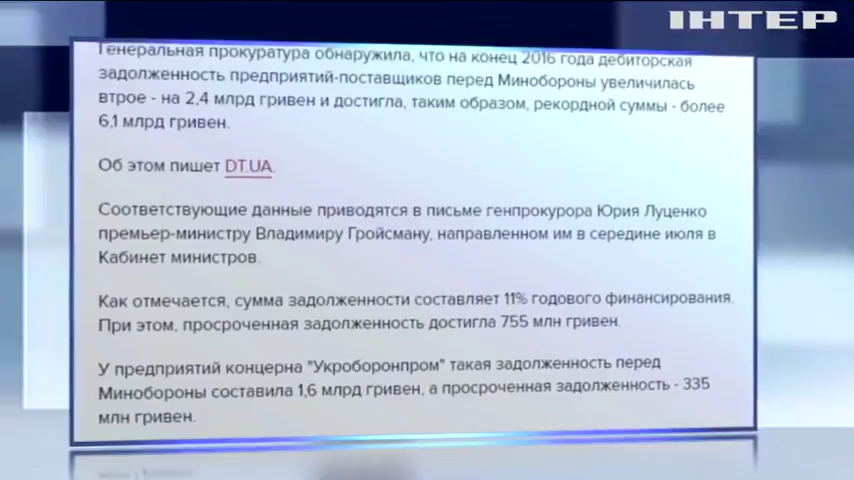 ІНТЕР
Генеральная прокуратура обнаружила, что на конец 2016 года дебиторская
задолженность предприятий-поставщиков перед Минобороны увеличилась
втрое - на 2,4 млрд гривен и достигла, таким образом, рекордной суммы - более
6,1 млрд гривен.
Об этом пишет DT.UA.
Соответствующие данные приводятся в письме генпрокурора Юрия Луценко
премьер-министру Владимиру Гройсману, направленном им в середине июля в
Кабинет министров.
Как отмечается, сумма задолженности составляет 11% годового финансирования.
При этом, просроченная задолженность достигла 755 млн гривен.
У предприятий концерна "Укроборонпром" такая задолженность перед
Минобороны составила 1,6 млрд гривен, а просроченная задолженность - 335
млн гривен.